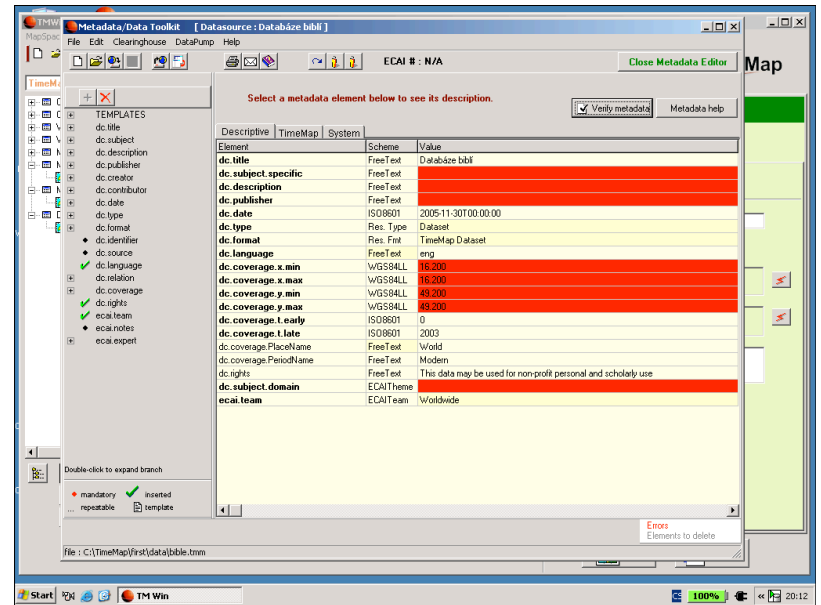 TMW
Metadata/Data Toolkit [ Datasource : Databáze biblí ]
MapSpac
File Edit Clearinghouse DataPump Help
ECAI # : N/A
Close Metadata Editor
Map
TimeMa
Select a metadata element below to see its description.
Verily metadata
Metadata help
TEMPLATES
dc.title
dc.subject
dc.description
dc.publisher
dc.creator
dc.contributor
dc.date
dc.type
dc.format
dc.identifier
dc.source
dc.language
dc.relation
dc.coverage
dc.rights
ecai.team
ecai.notes
ecai.expert
Descriptive TimeMap System
Element Scheme Value
dc.title FreeText Databáze biblí
dc.subject.specific FreeText
dc.description FreeText
dc.publisher FreeText
dc.date ISO8601 2005-11-30T00:00:00
dc.type Res. Type Dataset
dc.format Res. Fmt TimeMap Dataset
dc.language FreeText eng
dc.coverage.x.min WGS84LL 16.200
dc.coverage.x.max WGS84LL 16.200
dc.coverage.y.min WGS84LL 49.200
dc.coverage.y.max WGS84LL 49.200
dc.coverage.t.early ISO8601 0
dc.coverage.t.late ISO8601 2003
dc.coverage.PlaceName FreeText World
dc.coverage.PeriodName FreeText Modern
dc.rights FreeText This data may be used for non-profit personal and scholarly use
dc.subject.domain ECAITheme
ecai.team ECAITeam Worldwide
Double-click to expand branch
mandatory inserted
... repeatable template
Errors
Elements to delete
file : C:\TimeMap\first\data\bible.tmm
Start TM Win 100% « 20:12